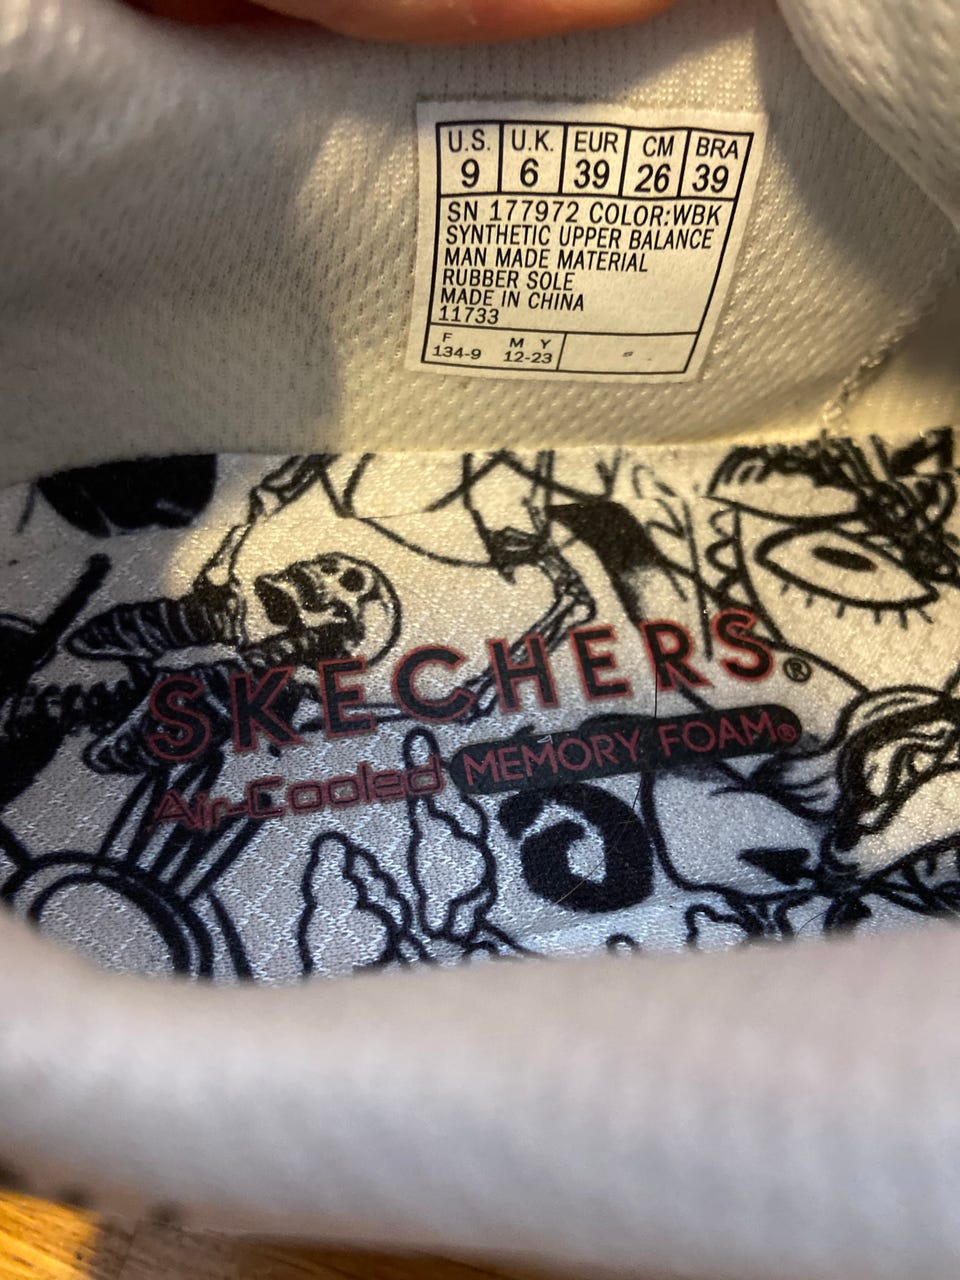 U.S. U.K. EUR CM BRA
9 6 39 26 39
SN 177972 COLOR:WBK
SYNTHETIC UPPER BALANCE
MAN MADE MATERIAL
RUBBER SOLE
MADE IN CHINA
11733
F M Y
134-9 12-23
SKECHERS®
Air-Cooled MEMORY FOAM®